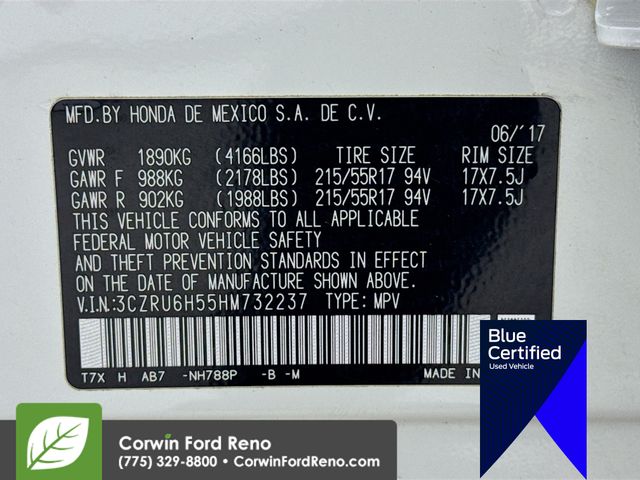 MFD.BY HONDA DE MEXICO S.A. DE C.V.
06/'17
GVWR 1890KG (4166LBS) TIRE SIZE RIM SIZE
GAWR F 988KG (2178LBS) 215/55R17 94V 17X7.5J
GAWR R 902KG (1988LBS) 215/55R17 94V 17X7.5J
THIS VEHICLE CONFORMS TO ALL APPLICABLE
FEDERAL MOTOR VEHICLE SAFETY
AND THEFT PREVENTION STANDARDS IN EFFECT
ON THE DATE OF MANUFACTURE SHOWN ABOVE.
V.I.N:3CZRU6H55HM732237 TYPE: MPV
T7X H AB7 -NH788P -B -M MADE IN
Blue
Certified
Used Vehicle
Corwin Ford Reno
(775) 329-8800 • CorwinFordReno.com